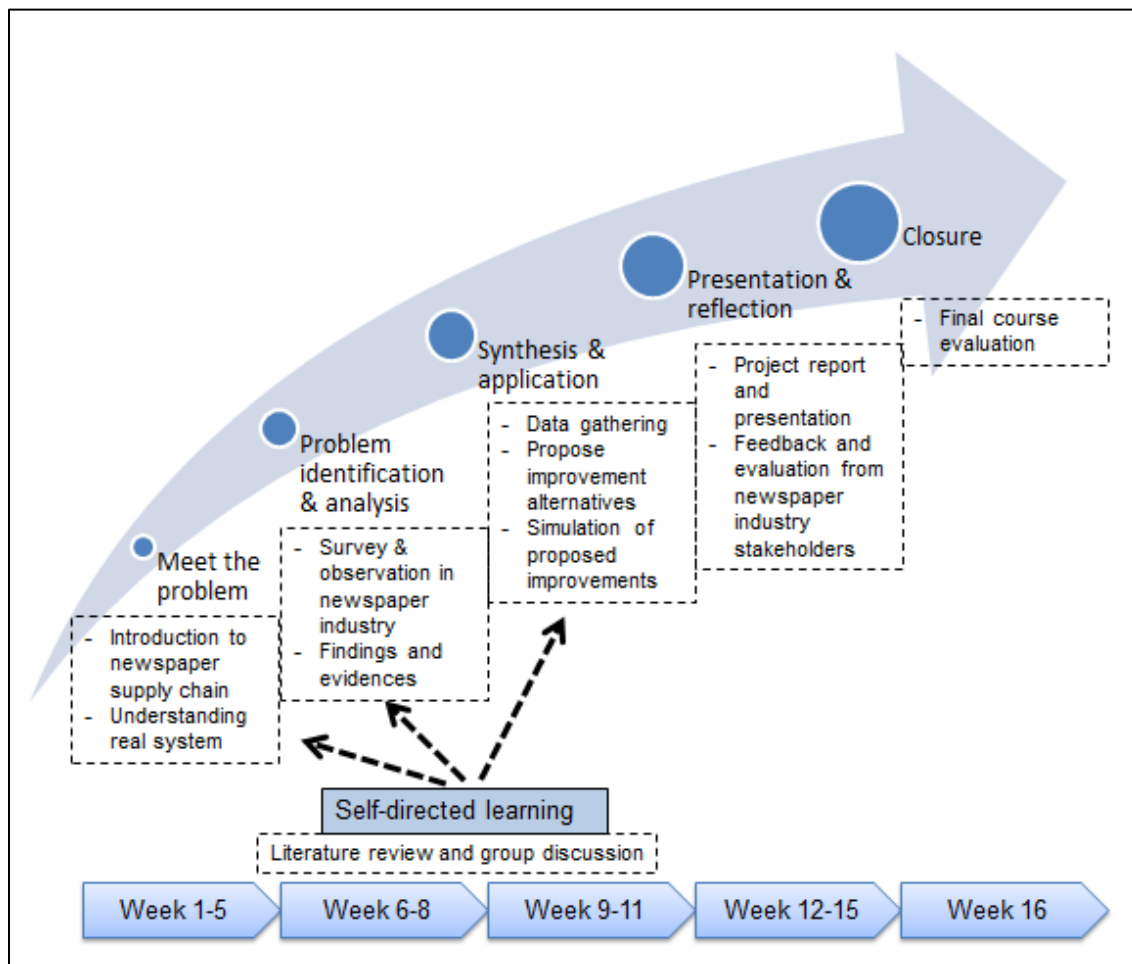 Closure
- Final course
evaluation
Presentation &
reflection
- Project report
and
presentation
- Feedback and
evaluation from
newspaper
industry
stakeholders
Synthesis &
application
- Data gathering
- Propose
improvement
alternatives
- Simulation of
proposed
improvements
Problem
identification
& analysis
- Survey &
observation in
newspaper
industry
- Findings and
evidences
Meet the
problem
- Introduction to
newspaper
supply chain
- Understanding
real system
Self-directed learning
Literature review and group discussion
Week 1-5
Week 6-8
Week 9-11
Week 12-15
Week 16